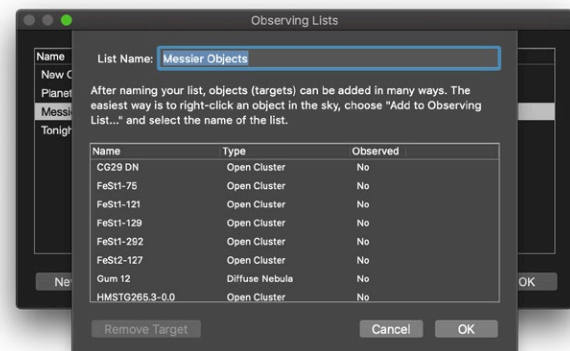 Observing Lists
List Name: Messier Objects
After naming your list, objects (targets) can be added in many ways. The
easiest way is to right-click an object in the sky, choose "Add to Observing
List..." and select the name of the list.
Name
New
Tonigh
Name Type Observed
CG29 DN Open Cluster No
FeSt1-75 Open Cluster No
FeSt1-121 Open Cluster No
FeSt1-129 Open Cluster No
FeSt1-292 Open Cluster No
FeSt2-127 Open Cluster No
Gum 12 Diffuse Nebula No
HMSTG265.3-0.0 Open Cluster No
Remove Target Cancel OK
OK